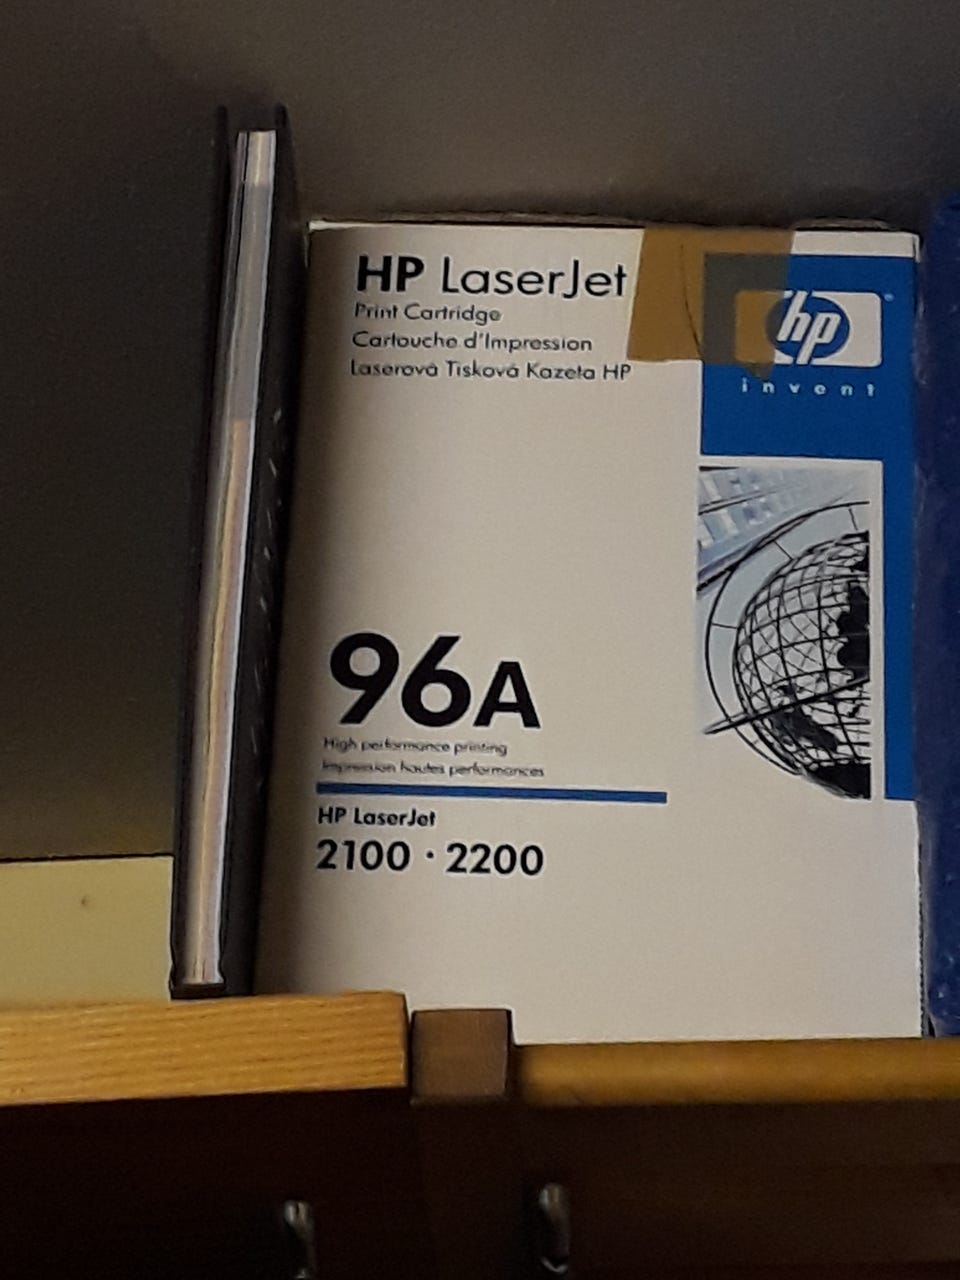 HP LaserJet
Print Cartridge
Cartouche d'Impression
Laserová Tisková Kazeta HP
hp
invent
96A
High performance printing
Impression hautes performances
HP LaserJet
2100 · 2200